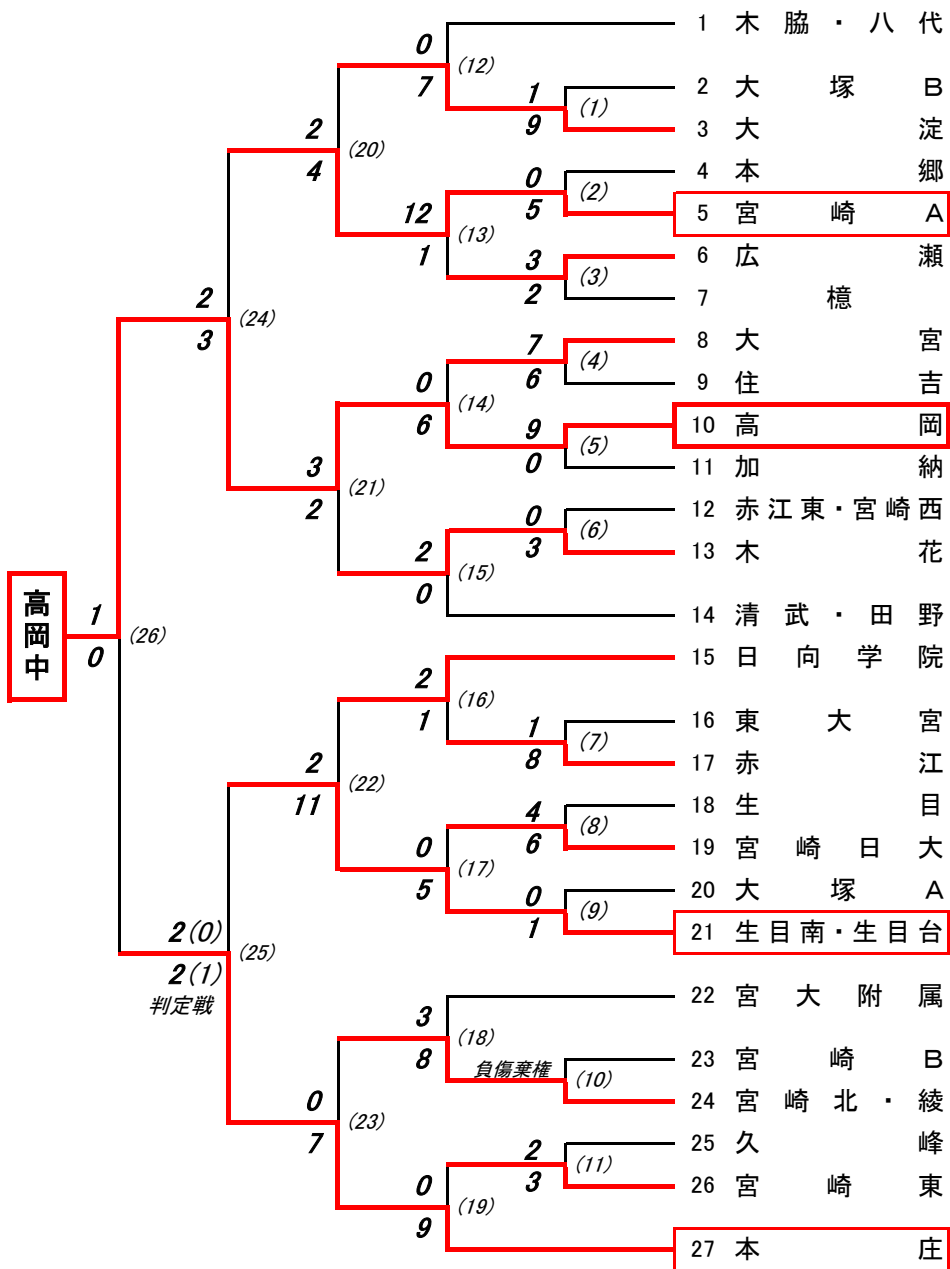 1 木脇・八代
0
(12)
7
2 大塚B
1
(1)
9
3 大淀
2
(20)
4
4 本郷
0
(2)
5
5 宮崎A
12
(13)
1
6 広瀬
3
(3)
2
7 檍
2
(24)
3
8 大宮
7
(4)
6
9 住吉
0
(14)
6
10 高岡
9
(5)
0
11 加納
3
(21)
2
12 赤江東・宮崎西
0
(6)
3
13 木花
2
(15)
0
14 清武・田野
高岡中
1
(26)
0
15 日向学院
2
(16)
1
16 東大宮
1
(7)
8
17 赤江
2
(22)
11
18 生目
4
(8)
6
19 宮崎日大
0
(17)
5
20 大塚A
0
(9)
1
21 生目南・生目台
2(0)
(25)
2(1)
判定戦
22 宮大附属
3
(18)
8
23 宮崎B
負傷棄権
(10)
24 宮崎北・綾
0
(23)
7
25 久峰
2
(11)
3
26 宮崎東
0
(19)
9
27 本庄